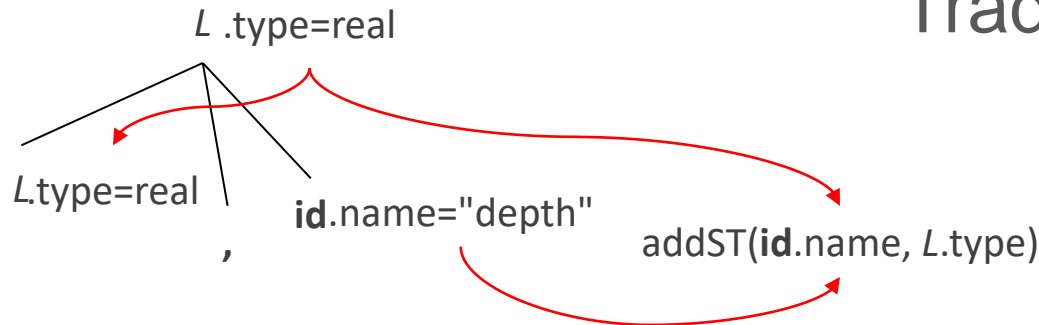 Trac
L .type=real
L.type=real
id.name="depth"
,
addST(id.name, L.type)